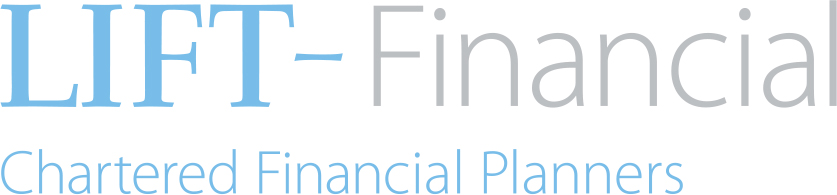 LIFT-Financial
Chartered Financial Planners